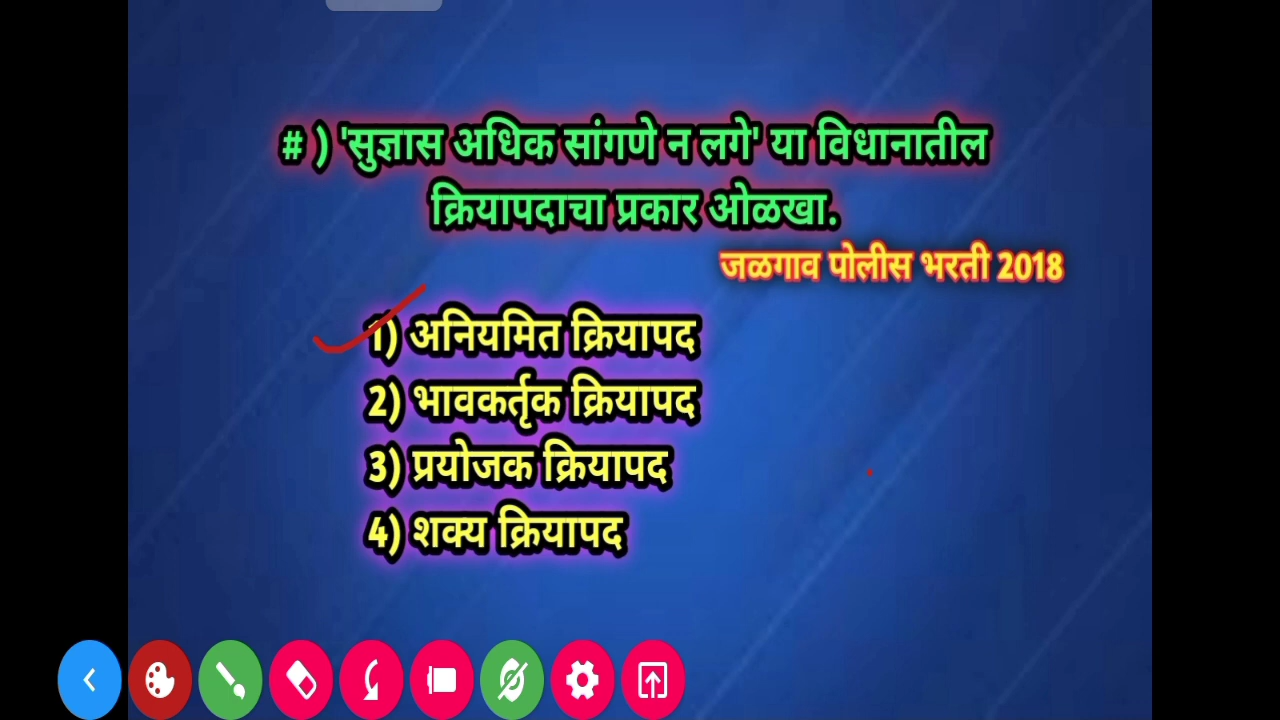 # ) 'सुज्ञास अधिक सांगणे न लगे' या विधानातील
क्रियापदाचा प्रकार ओळखा.
जळगाव पोलीस भरती 2018
1) अनियमित क्रियापद
2) भावकर्तृक क्रियापद
3) प्रयोजक क्रियापद
4) शक्य क्रियापद